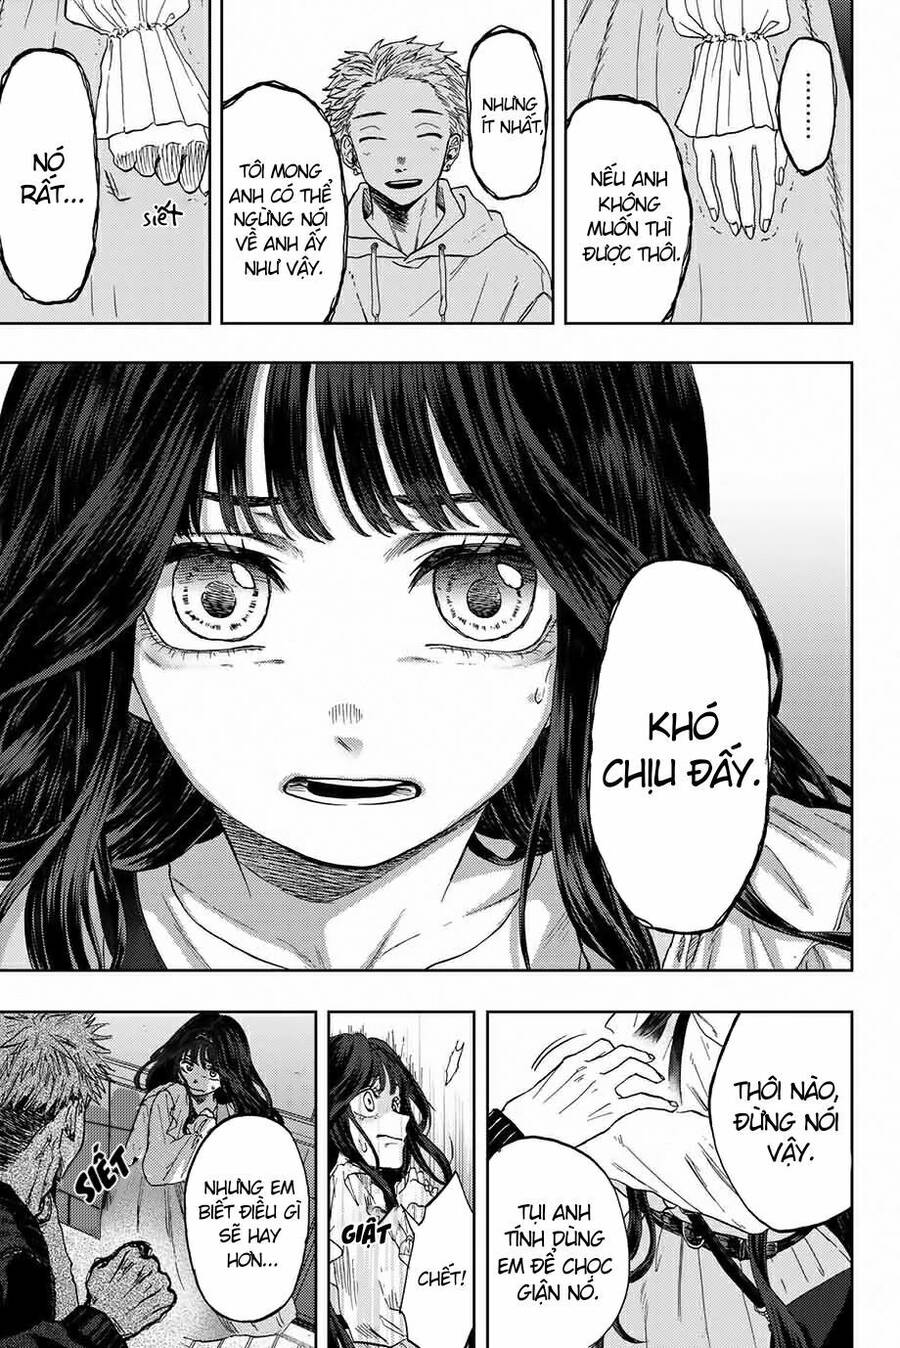 .........
NẾU ANH
KHÔNG
MUỐN THÌ
ĐƯỢC THÔI.
NHƯNG
ÍT NHẤT,
TÔI MONG
ANH CÓ THỂ
NGỪNG NÓI
VỀ ANH ẤY
NHƯ VẬY.
NÓ
RẤT...
SIẾT
KHÓ
CHỊU ĐẤY.
THÔI NÀO,
ĐỪNG NÓI
VẬY.
TỤI ANH
TÍNH DÙNG
EM ĐỂ CHỌC
GIẬN NÓ.
GIẬT
CHẾT!
SIẾT
NHƯNG EM
BIẾT ĐIỀU GÌ
SẼ HAY
HƠN...